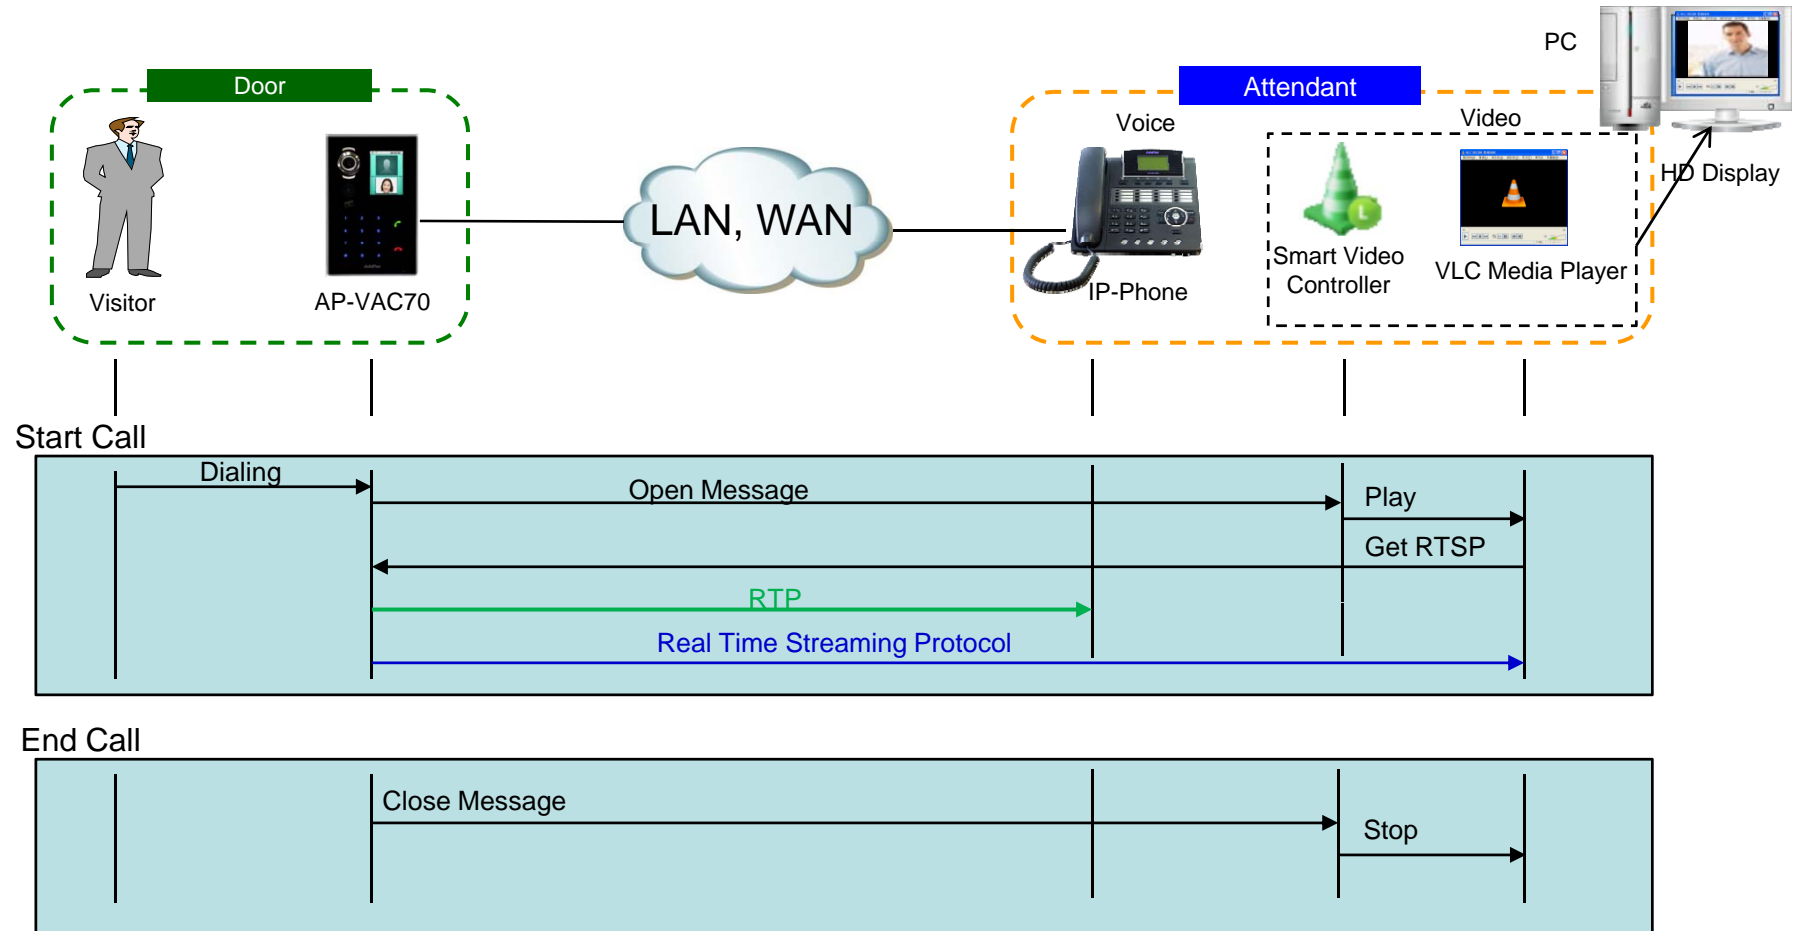 PC
Door
Attendant
Voice
Video
HD Display
LAN, WAN
L
Smart Video
Controller
VLC Media Player
Visitor
AP-VAC70
IP-Phone
Start Call
Dialing
Open Message
Play
Get RTSP
RTP
Real Time Streaming Protocol
End Call
Close Message
Stop